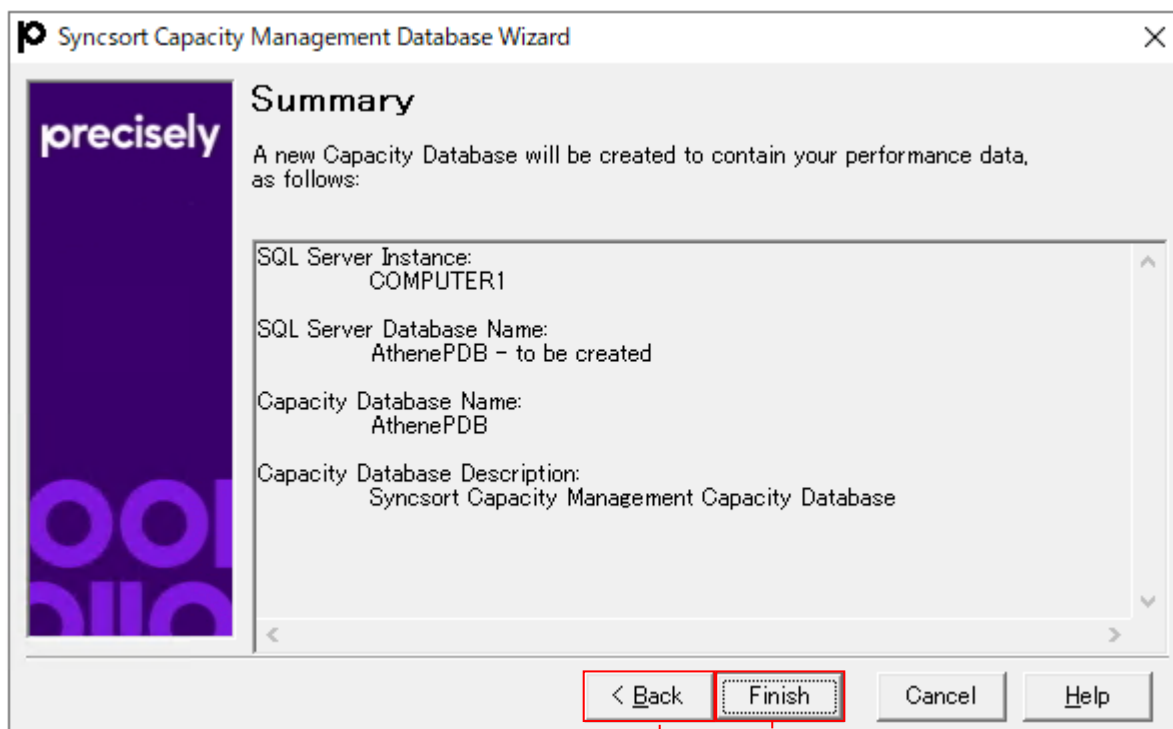 Syncsort Capacity Management Database Wizard
precisely
Summary
A new Capacity Database will be created to contain your performance data,
as follows:
SQL Server Instance:
COMPUTER1
SQL Server Database Name:
AthenePDB - to be created
Capacity Database Name:
AthenePDB
Capacity Database Description:
Syncsort Capacity Management Capacity Database
< Back Finish Cancel Help